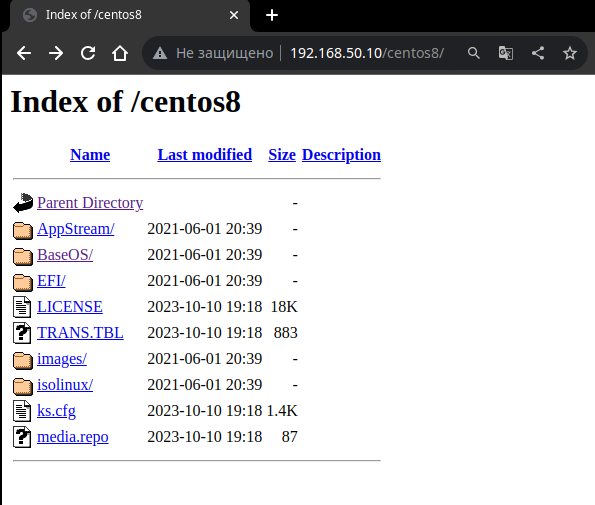 Index of /centos8
Не защищено 192.168.50.10/centos8/
Index of /centos8
Name Last modified Size Description
Parent Directory -
AppStream/ 2021-06-01 20:39 -
BaseOS/ 2021-06-01 20:39 -
EFI/ 2021-06-01 20:39 -
LICENSE 2023-10-10 19:18 18K
TRANS.TBL 2023-10-10 19:18 883
images/ 2021-06-01 20:39 -
isolinux/ 2021-06-01 20:39 -
ks.cfg 2023-10-10 19:18 1.4K
media.repo 2023-10-10 19:18 87